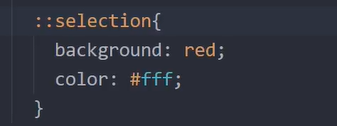 ::selection{
  background: red;
  color: #fff;
}